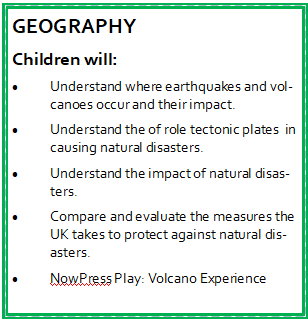 GEOGRAPHY
Children will:
• Understand where earthquakes and vol-
canoes occur and their impact.
• Understand the of role tectonic plates in
causing natural disasters.
• Understand the impact of natural disas-
ters.
• Compare and evaluate the measures the
UK takes to protect against natural dis-
asters.
• NowPress Play: Volcano Experience